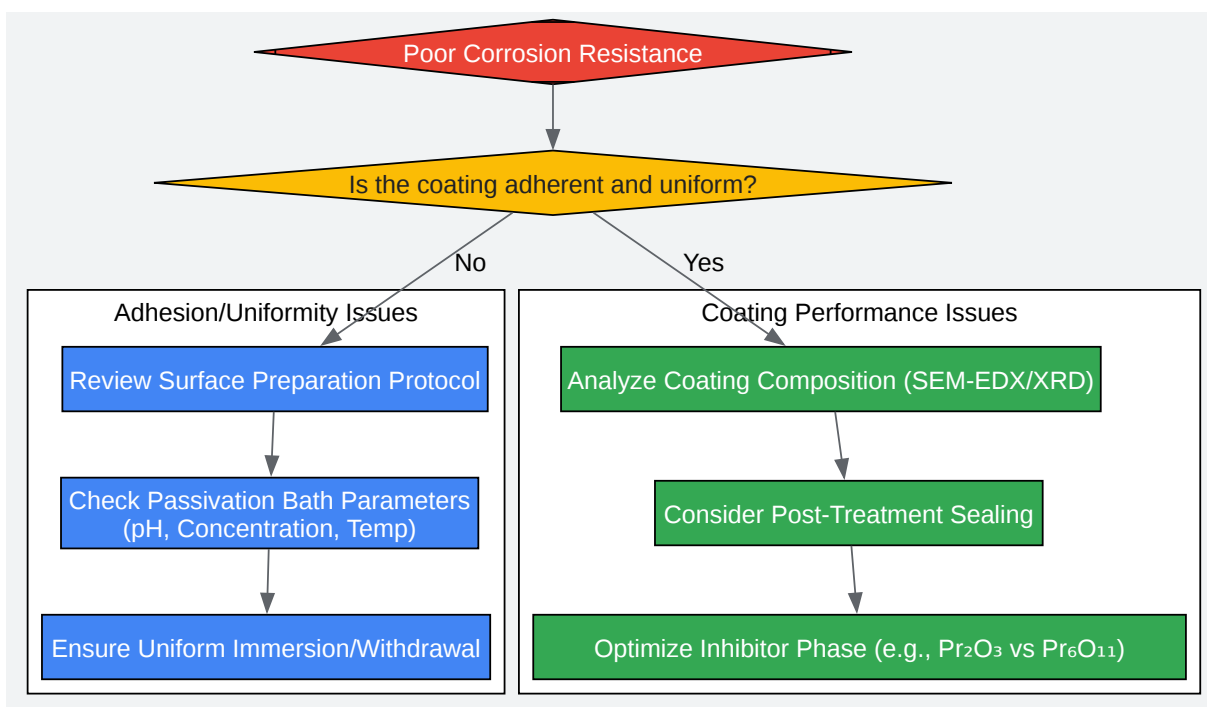 Poor Corrosion Resistance
Is the coating adherent and uniform?
No
Yes
Adhesion/Uniformity Issues
Review Surface Preparation Protocol
Check Passivation Bath Parameters
(pH, Concentration, Temp)
Ensure Uniform Immersion/Withdrawal
Coating Performance Issues
Analyze Coating Composition (SEM-EDX/XRD)
Consider Post-Treatment Sealing
Optimize Inhibitor Phase (e.g., Pr₂O₃ vs Pr₆O₁₁)